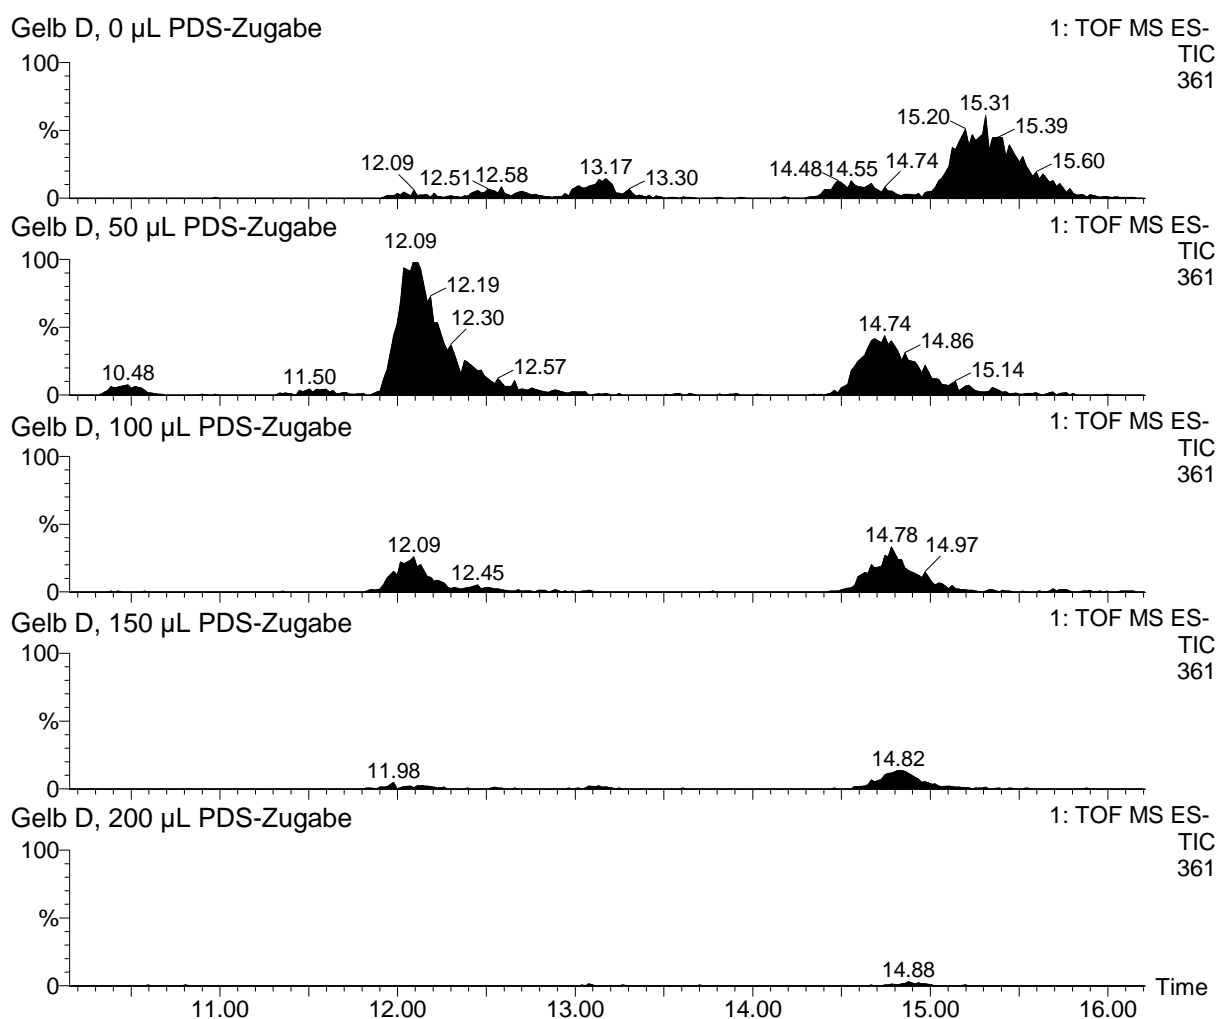 Gelb D, 0 µL PDS-Zugabe
1: TOF MS ES-
TIC
361
100
%
0
12.09
12.51
12.58
13.17
13.30
14.48
14.55
14.74
15.20
15.31
15.39
15.60
Gelb D, 50 µL PDS-Zugabe
1: TOF MS ES-
TIC
361
100
%
0
10.48
11.50
12.09
12.19
12.30
12.57
14.74
14.86
15.14
Gelb D, 100 µL PDS-Zugabe
1: TOF MS ES-
TIC
361
100
%
0
12.09
12.45
14.78
14.97
Gelb D, 150 µL PDS-Zugabe
1: TOF MS ES-
TIC
361
100
%
0
11.98
14.82
Gelb D, 200 µL PDS-Zugabe
1: TOF MS ES-
TIC
361
100
%
0
14.88
Time
11.00 12.00 13.00 14.00 15.00 16.00